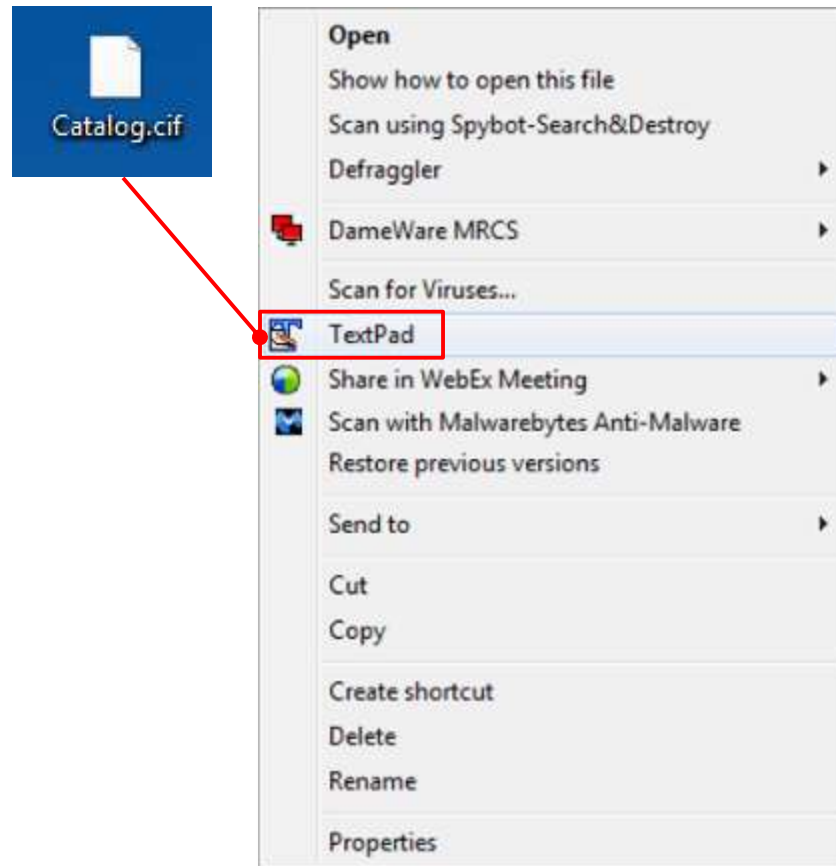 Catalog.cif
Open
Show how to open this file
Scan using Spybot-Search&Destroy
Defraggler
DameWare MRCS
Scan for Viruses...
TextPad
Share in WebEx Meeting
Scan with Malwarebytes Anti-Malware
Restore previous versions
Send to
Cut
Copy
Create shortcut
Delete
Rename
Properties